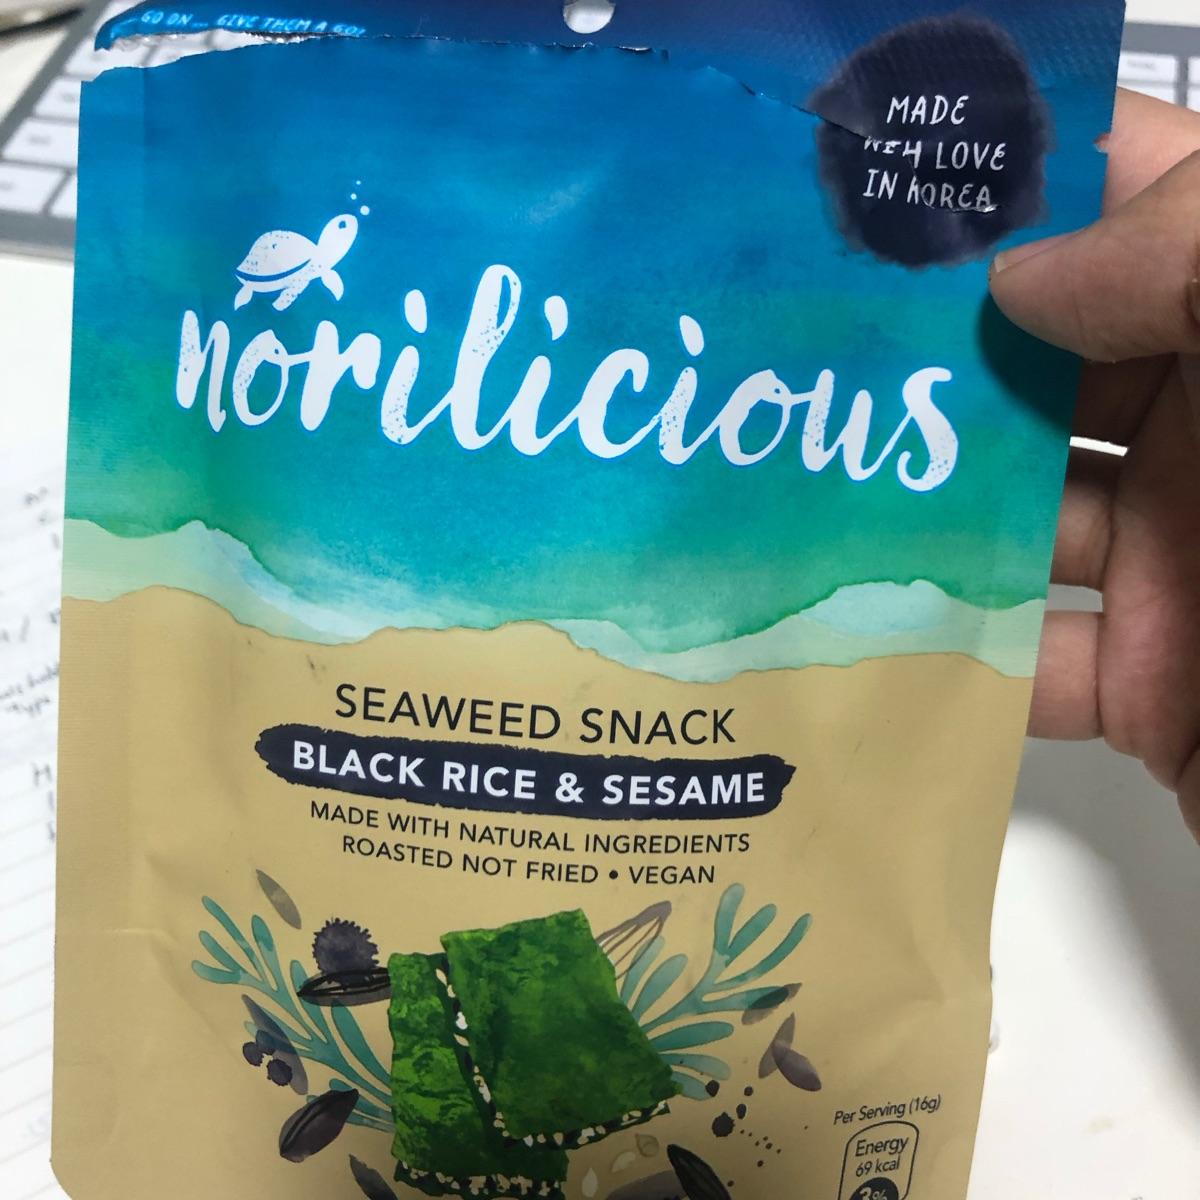 GO ON... GIVE THEM A GO!
MADE
WITH LOVE
IN KOREA
norilicious
SEAWEED SNACK
BLACK RICE & SESAME
MADE WITH NATURAL INGREDIENTS
ROASTED NOT FRIED • VEGAN
Per Serving (16g)
Energy
69 kcal
3%